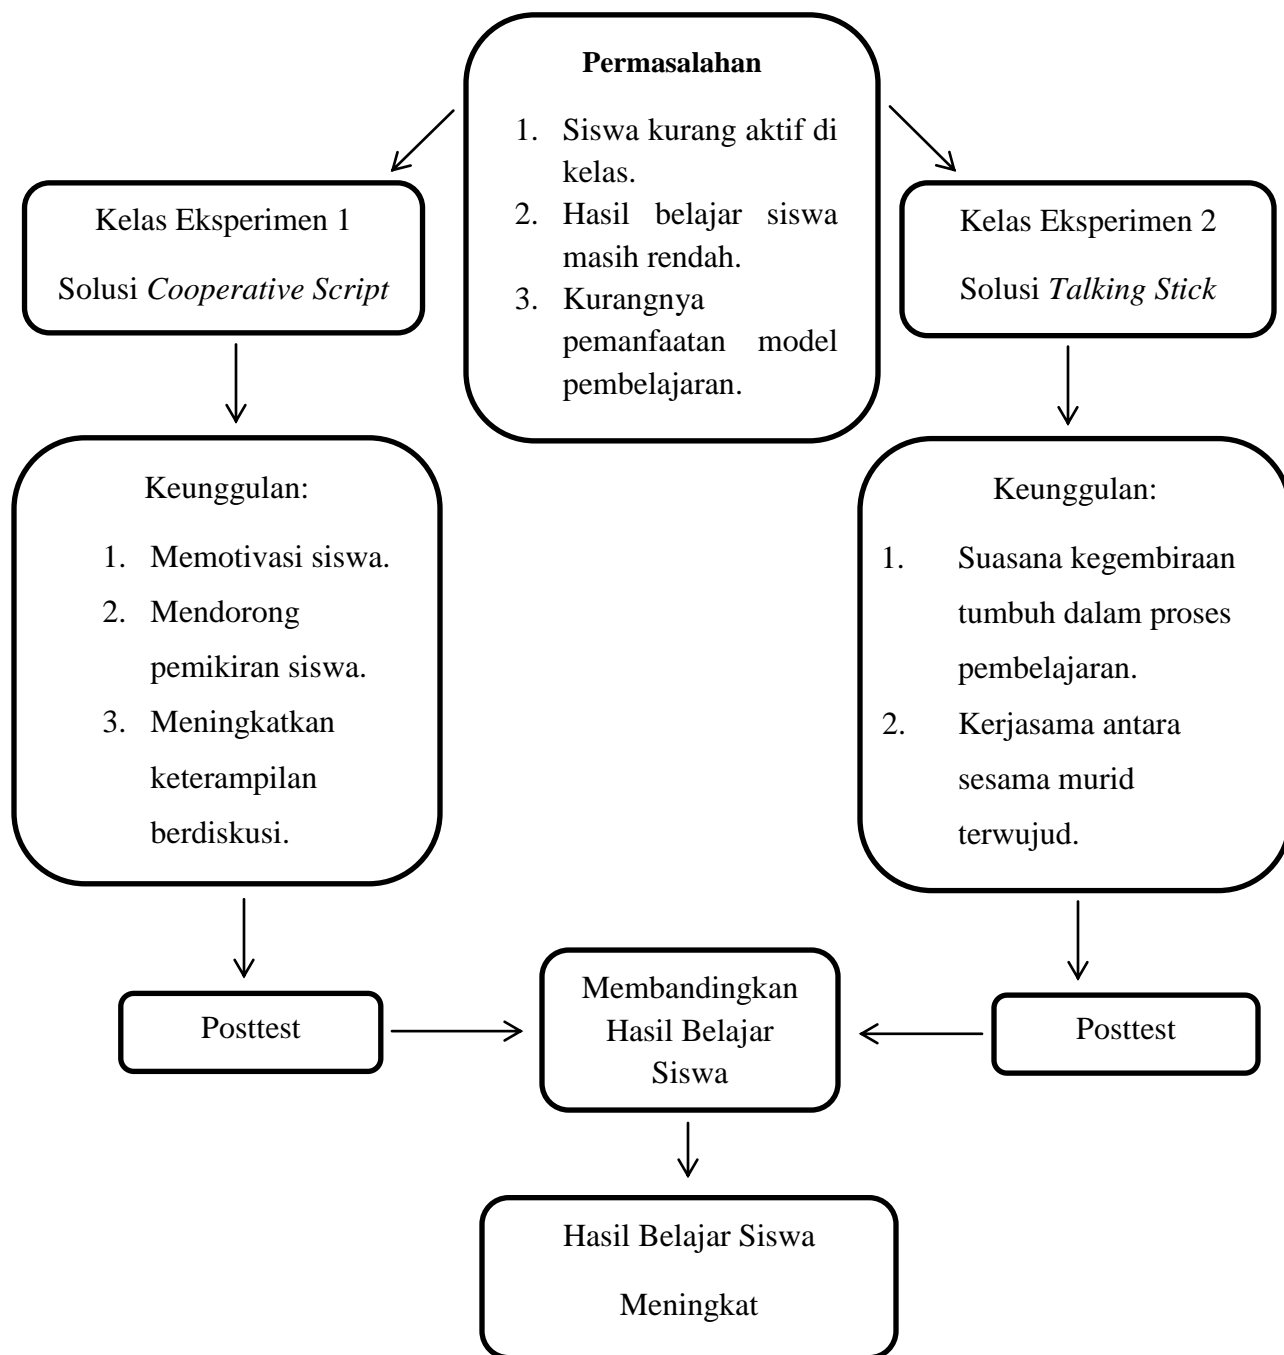 Permasalahan
1. Siswa kurang aktif di
kelas.
2. Hasil belajar siswa
masih rendah.
3. Kurangnya
pemanfaatan model
pembelajaran.
Kelas Eksperimen 1
Solusi Cooperative Script
Kelas Eksperimen 2
Solusi Talking Stick
Keunggulan:
1. Memotivasi siswa.
2. Mendorong
pemikiran siswa.
3. Meningkatkan
keterampilan
berdiskusi.
Keunggulan:
1. Suasana kegembiraan
tumbuh dalam proses
pembelajaran.
2. Kerjasama antara
sesama murid
terwujud.
Posttest
Membandingkan
Hasil Belajar
Siswa
Posttest
Hasil Belajar Siswa
Meningkat